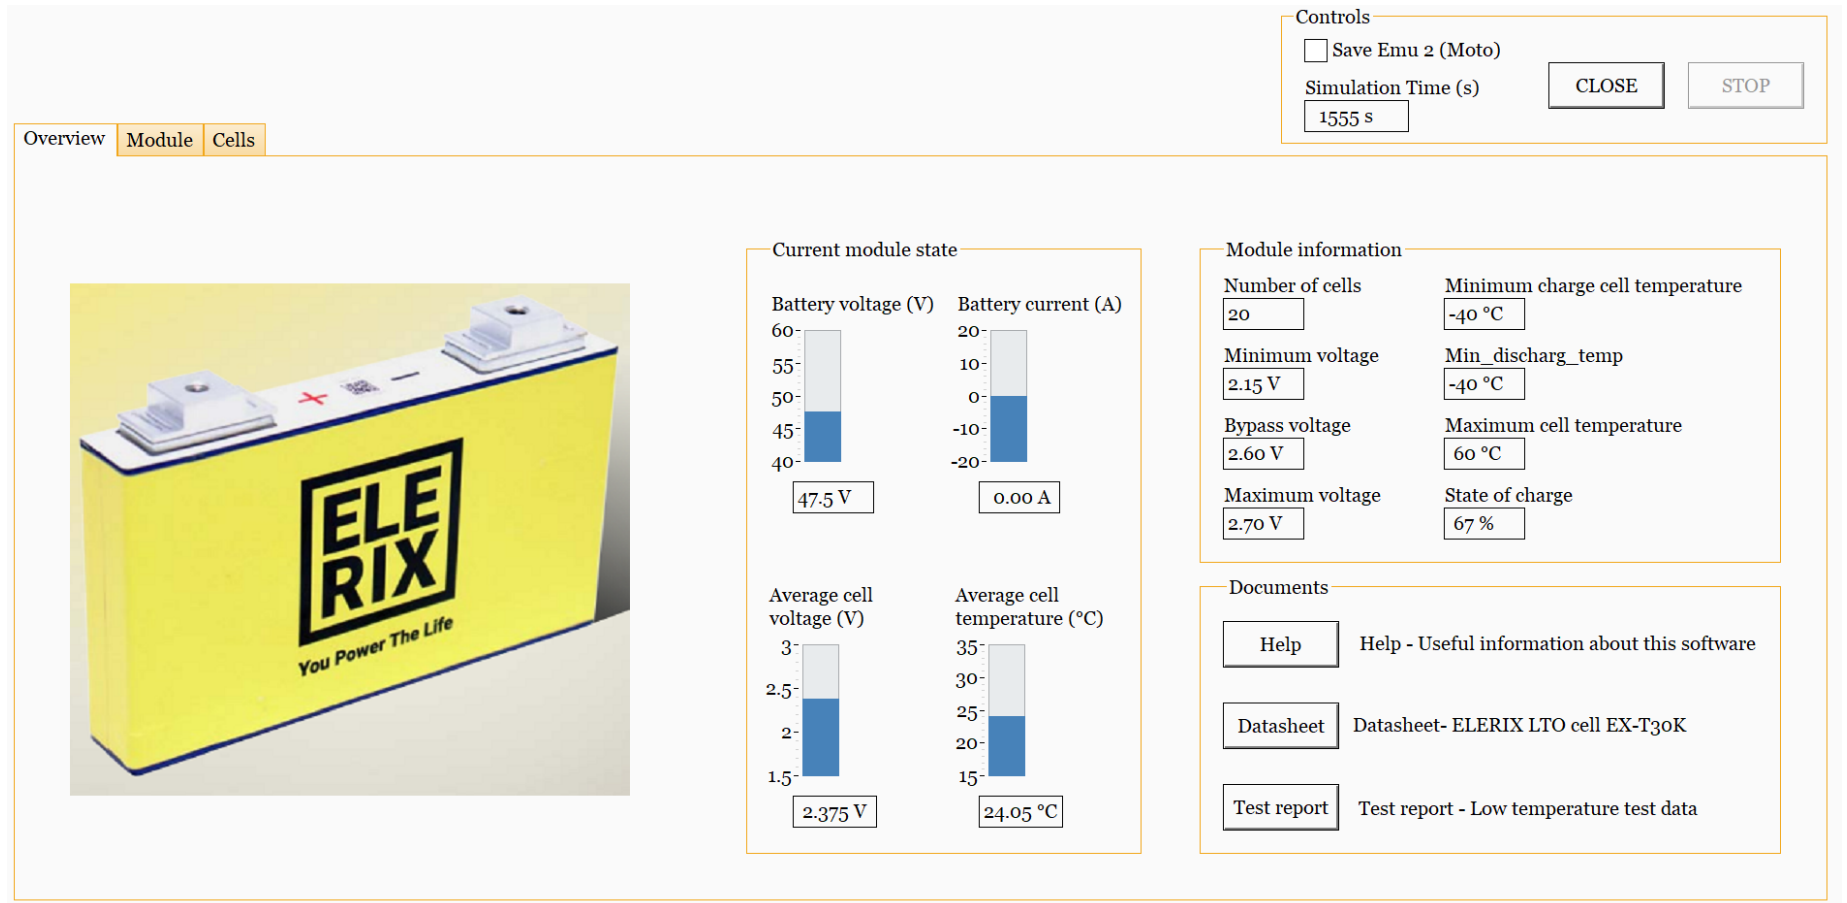 Controls
Save Emu 2 (Moto)
Simulation Time (s)
1555 s
CLOSE
STOP
Overview
Module
Cells
ELE
RIX
You Power The Life
Current module state
Battery voltage (V)
60
55
50
45
40
47.5 V
Battery current (A)
20
10
0
-10
-20
0.00 A
Average cell
voltage (V)
3
2.5
2
1.5
2.375 V
Average cell
temperature (°C)
35
30
25
20
15
24.05 °C
Module information
Number of cells
20
Minimum charge cell temperature
-40 °C
Minimum voltage
2.15 V
Min_discharg_temp
-40 °C
Bypass voltage
2.60 V
Maximum cell temperature
60 °C
Maximum voltage
2.70 V
State of charge
67 %
Documents
Help
Help - Useful information about this software
Datasheet
Datasheet- ELERIX LTO cell EX-T30K
Test report
Test report - Low temperature test data